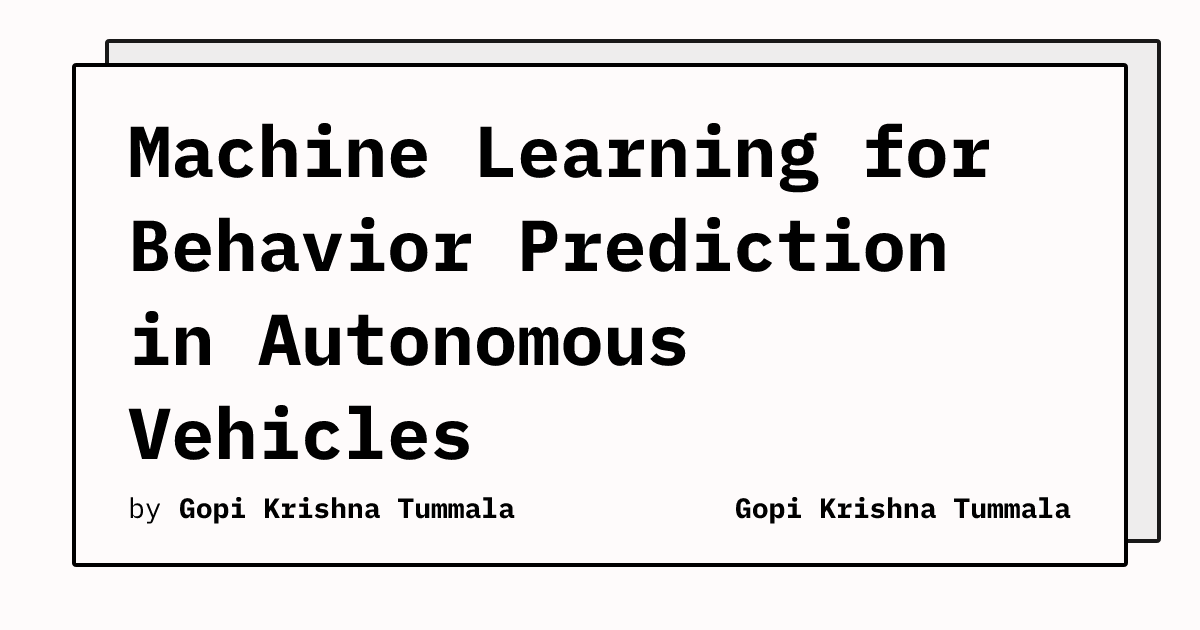 Machine Learning for
Behavior Prediction
in Autonomous
Vehicles
by Gopi Krishna Tummala
Gopi Krishna Tummala